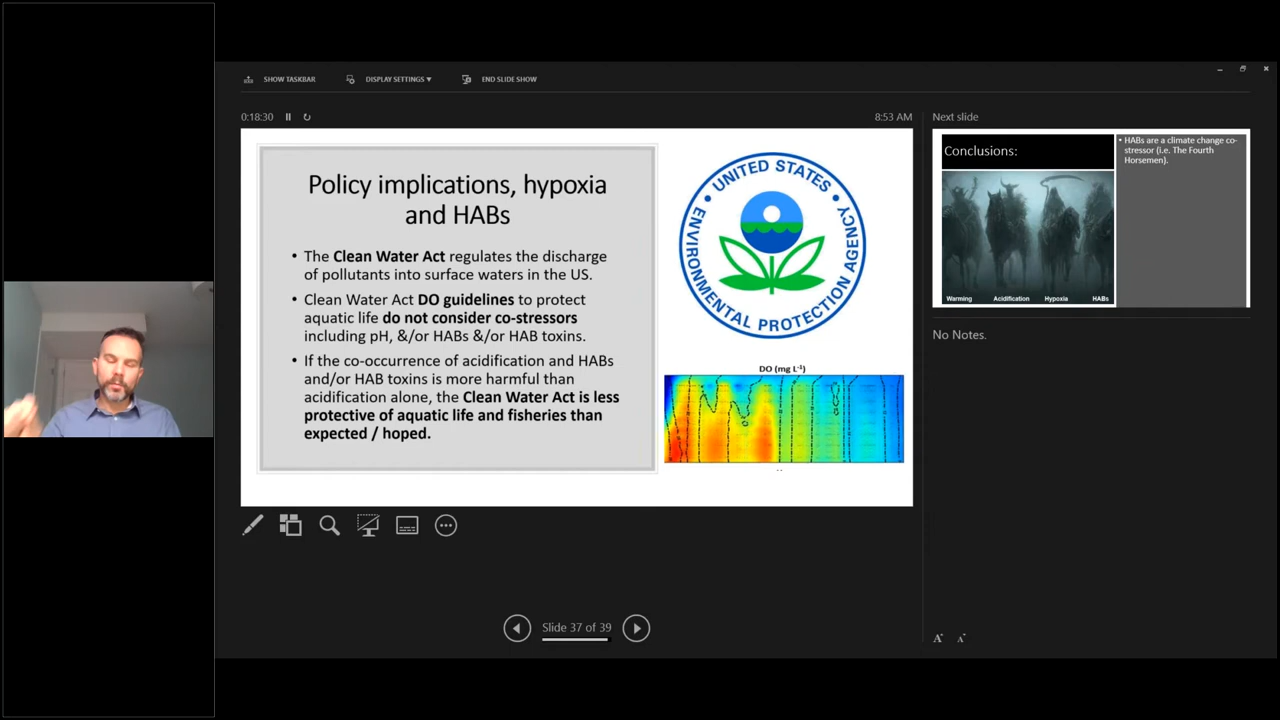 SHOW TASKBAR
DISPLAY SETTINGS ▾
END SLIDE SHOW
0:18:30
8:53 AM
Policy implications, hypoxia
and HABs
• The Clean Water Act regulates the discharge
of pollutants into surface waters in the US.
• Clean Water Act DO guidelines to protect
aquatic life do not consider co-stressors
including pH, &/or HABs &/or HAB toxins.
• If the co-occurrence of acidification and HABs
and/or HAB toxins is more harmful than
acidification alone, the Clean Water Act is less
protective of aquatic life and fisheries than
expected / hoped.
UNITED STATES
ENVIRONMENTAL PROTECTION AGENCY
DO (mg L-1)
Slide 37 of 39
Next slide
Conclusions:
Warming Acidification Hypoxia HABs
• HABs are a climate change co-
stressor (i.e. The Fourth
Horsemen).
No Notes.
A A